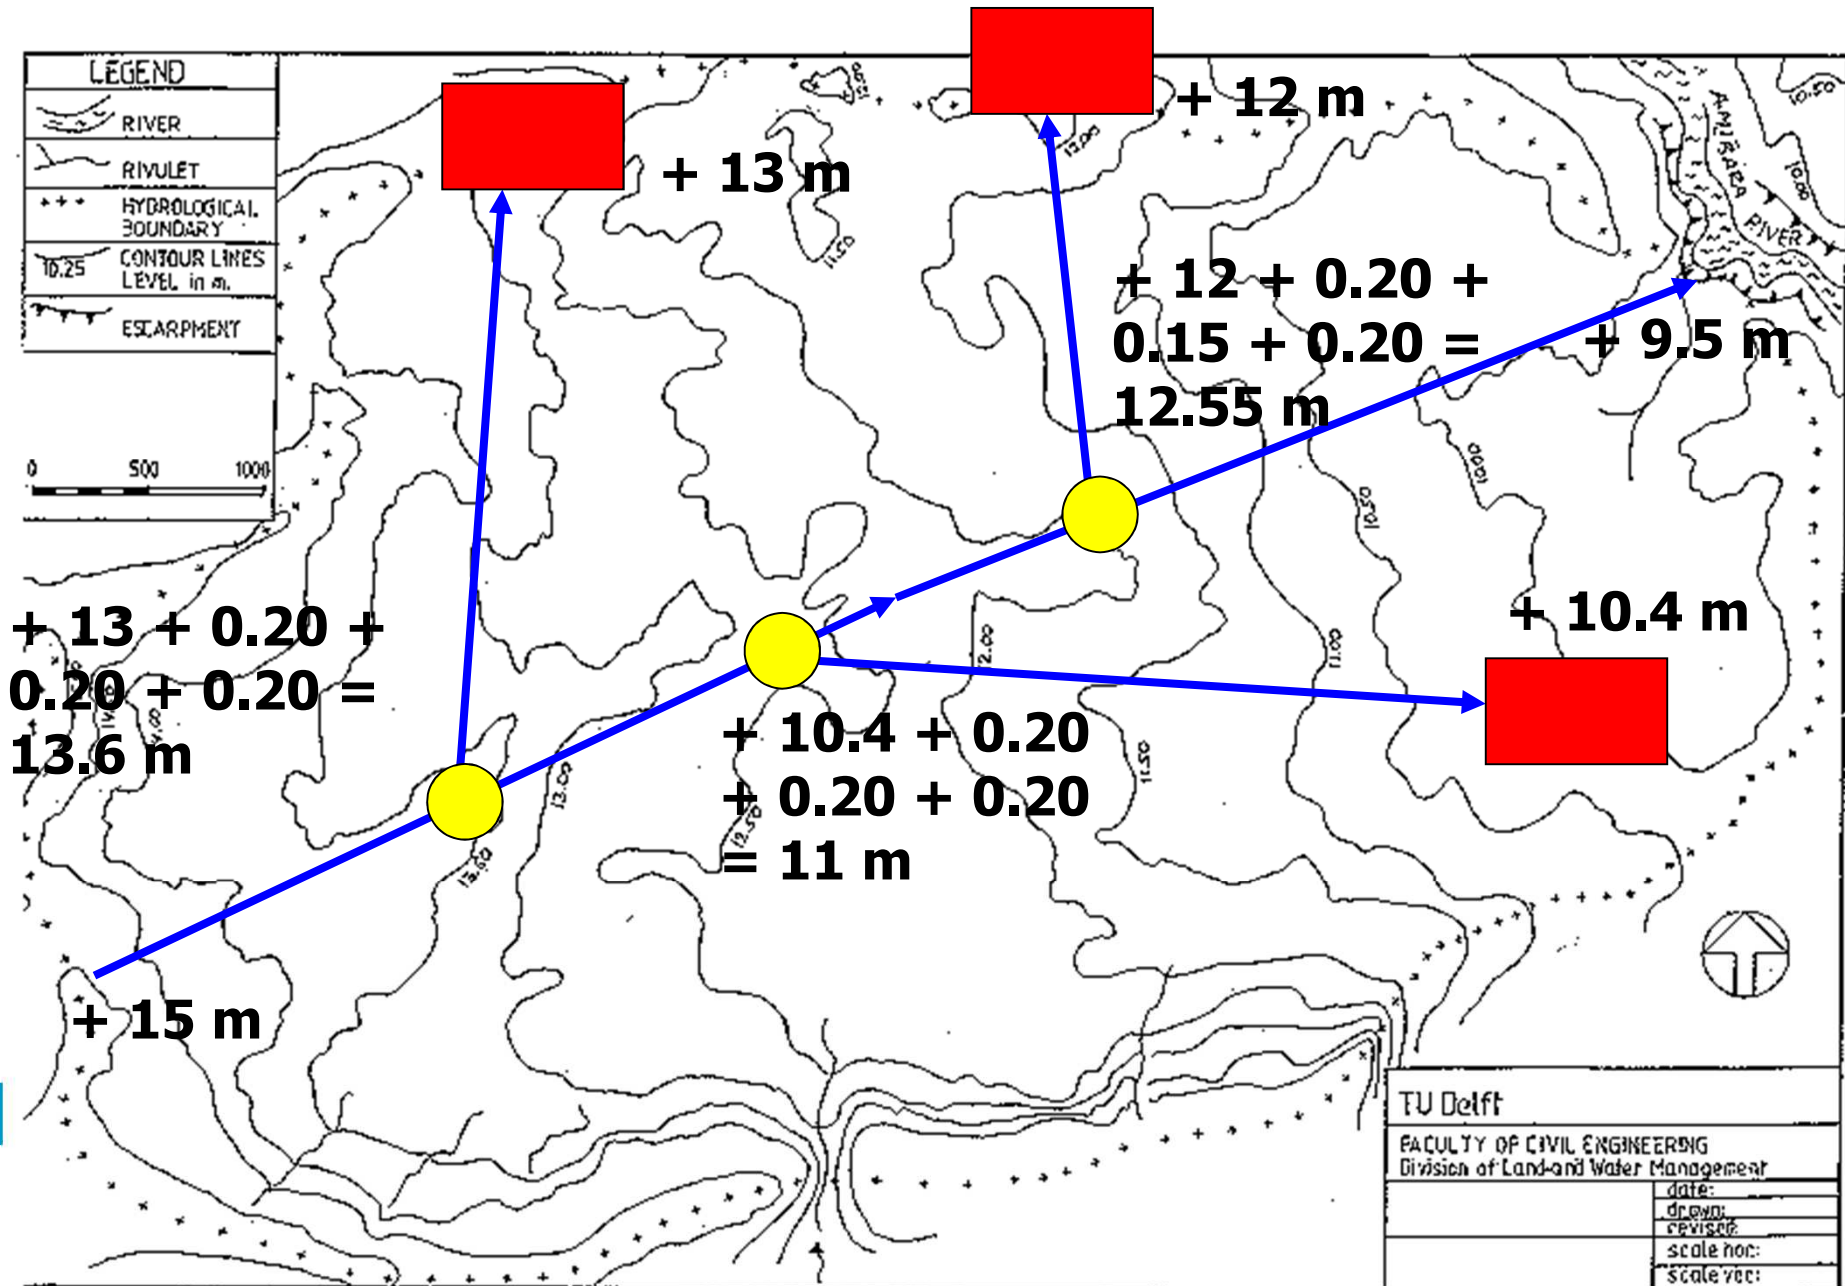 LEGEND
RIVER
RIVULET
HYDROLOGICAL
BOUNDARY
10.25
CONTOUR LINES
LEVEL in m.
ESCARPMENT
0 500 1000
+ 13 m
+ 12 m
12.00
11.50
10.50
10.00
AMIBARA
RIVER
+ 12 + 0.20 +
0.15 + 0.20 =
12.55 m
+ 9.5 m
10.50
+ 13 + 0.20 +
0.20 + 0.20 =
13.6 m
+ 10.4 m
12.00
11.00
+ 10.4 + 0.20
+ 0.20 + 0.20
= 11 m
13.00
12.50
11.50
+ 15 m
TU Delft
FACULTY OF CIVIL ENGINEERING
Division of Land-and Water Management
date:
drawn:
revised:
scale hor:
scale ver: